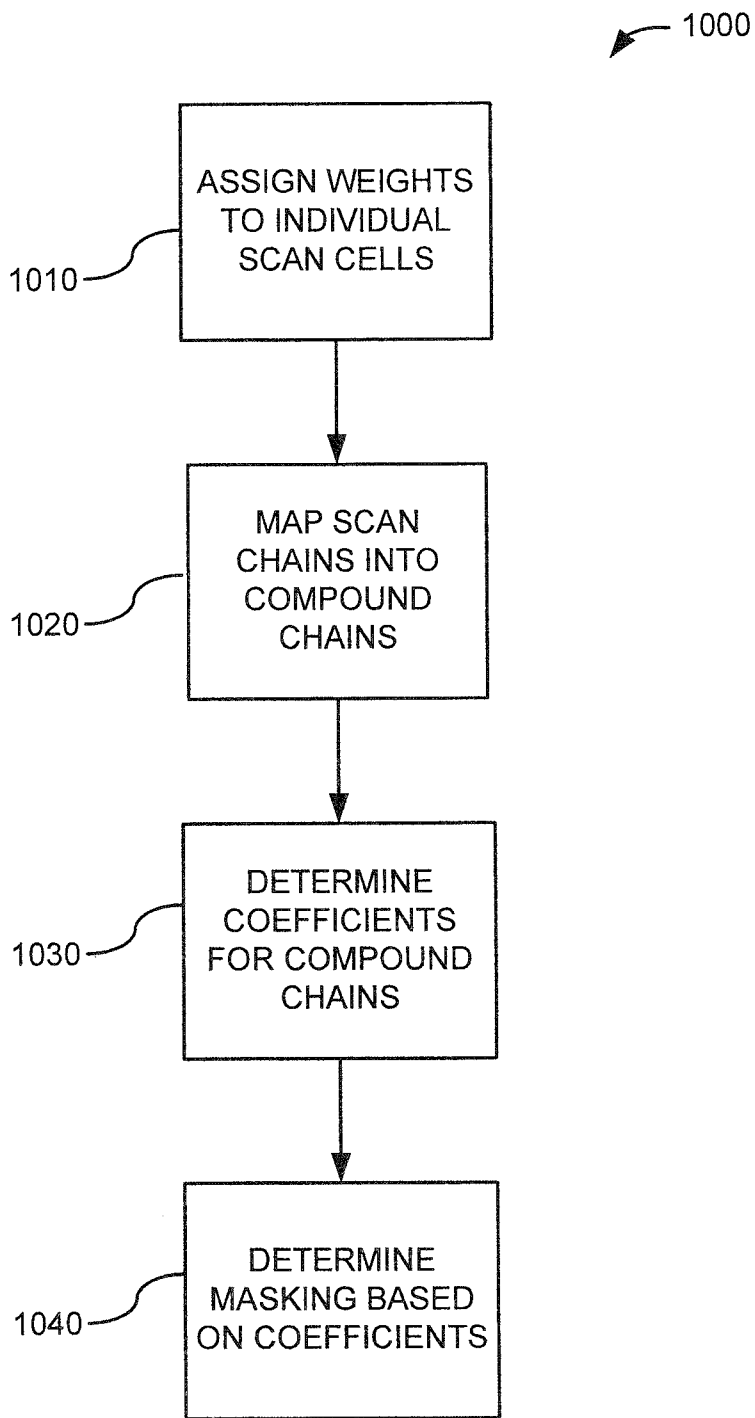 1000
ASSIGN WEIGHTS
TO INDIVIDUAL
SCAN CELLS
1010
MAP SCAN
CHAINS INTO
COMPOUND
CHAINS
1020
DETERMINE
COEFFICIENTS
FOR COMPOUND
CHAINS
1030
DETERMINE
MASKING BASED
ON COEFFICIENTS
1040